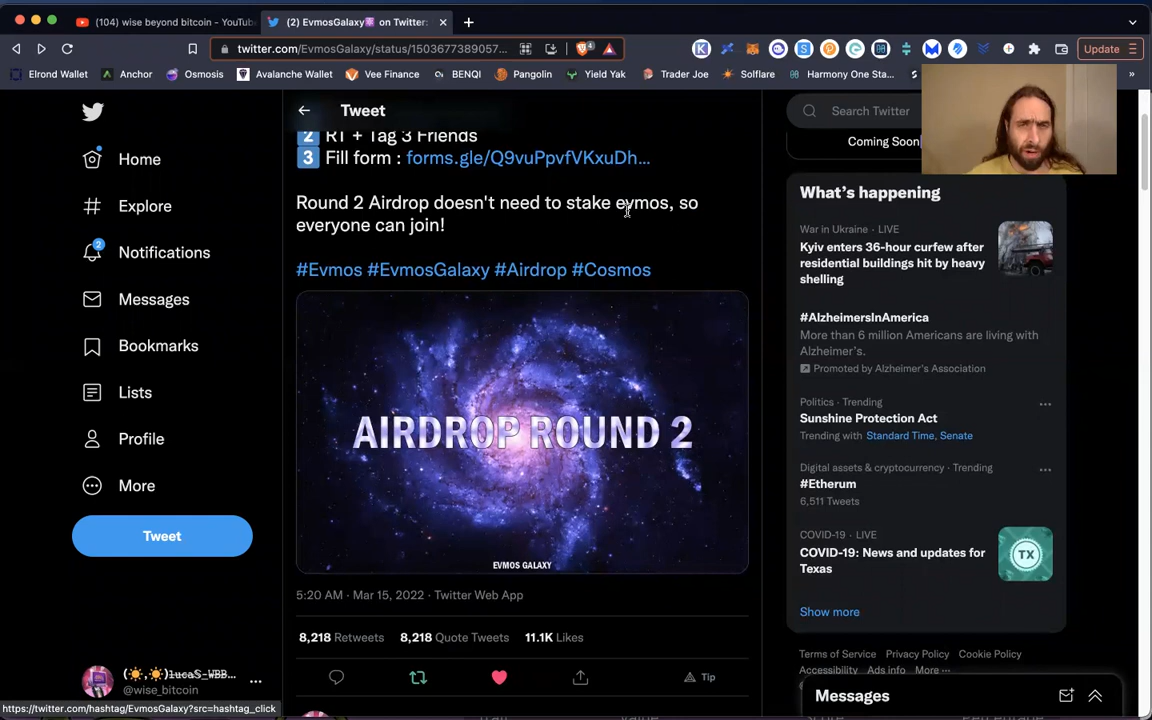 (104) wise beyond bitcoin - YouTub
(2) EvmosGalaxy⚛️ on Twitter:
twitter.com/EvmosGalaxy/status/1503677389057...
4
Update
Elrond Wallet
Anchor
Osmosis
Avalanche Wallet
Vee Finance
BENQI
Pangolin
Yield Yak
Trader Joe
Solflare
Harmony One Sta...
»
Tweet
Search Twitter
Coming Soon
2 RT + Tag 3 Friends
3 Fill form : forms.gle/Q9vuPpvfVKxuDh...
Round 2 Airdrop doesn't need to stake evmos, so
everyone can join!
#Evmos #EvmosGalaxy #Airdrop #Cosmos
AIRDROP ROUND 2
EVMOS GALAXY
5:20 AM · Mar 15, 2022 · Twitter Web App
8,218 Retweets 8,218 Quote Tweets 11.1K Likes
Tip
Home
Explore
2
Notifications
Messages
Bookmarks
Lists
Profile
More
Tweet
(☀️,☀️)lucaS_WBB...
@wise_bitcoin
https://twitter.com/hashtag/EvmosGalaxy?src=hashtag_click
What's happening
War in Ukraine · LIVE
Kyiv enters 36-hour curfew after
residential buildings hit by heavy
shelling
#AlzheimersInAmerica
More than 6 million Americans are living with
Alzheimer's.
Promoted by Alzheimer's Association
Politics · Trending
Sunshine Protection Act
Trending with Standard Time, Senate
Digital assets & cryptocurrency · Trending
#Etherum
6,511 Tweets
COVID-19 · LIVE
COVID-19: News and updates for
Texas
TX
Show more
Terms of Service Privacy Policy Cookie Policy
Accessibility Ads info More
Messages